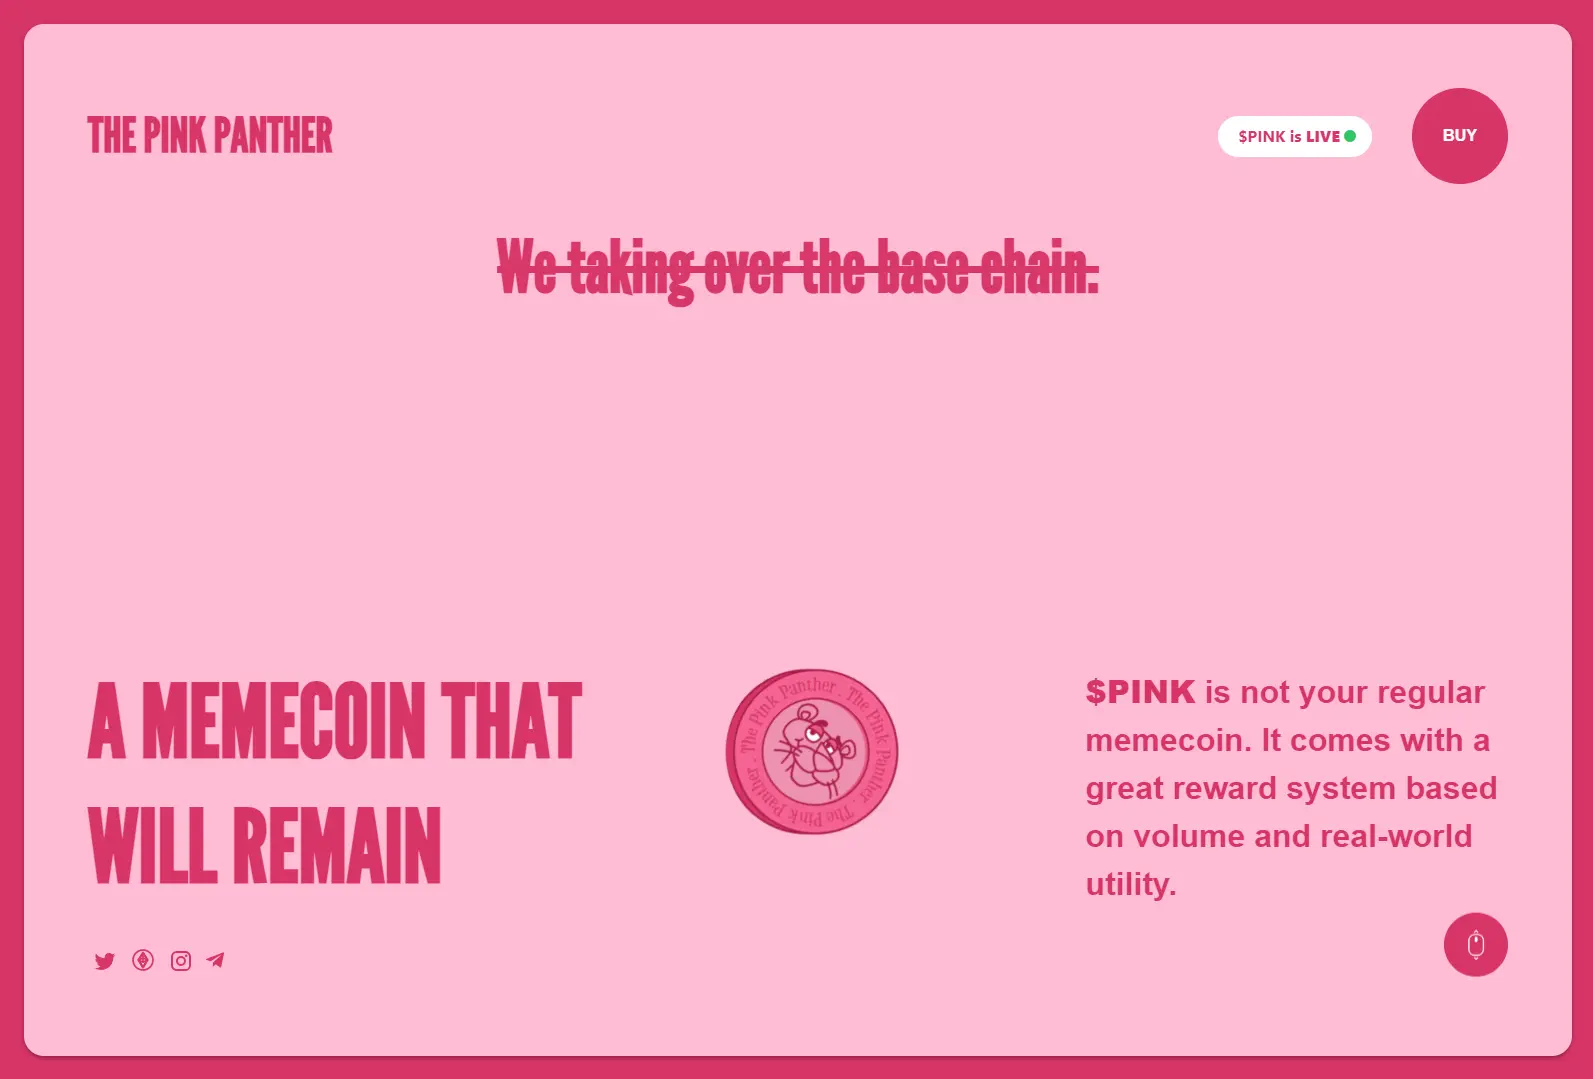 THE PINK PANTHER
$PINK is LIVE
BUY
We taking over the base chain.
A MEMECOIN THAT
WILL REMAIN
The Pink Panther . The Pink Panther . The Pink Panther .
$PINK is not your regular
memecoin. It comes with a
great reward system based
on volume and real-world
utility.